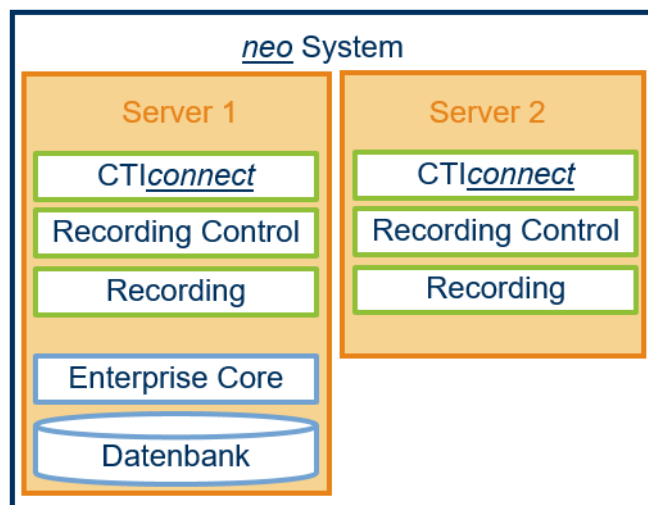 neo System
Server 1
CTIconnect
Recording Control
Recording
Enterprise Core
Datenbank
Server 2
CTIconnect
Recording Control
Recording